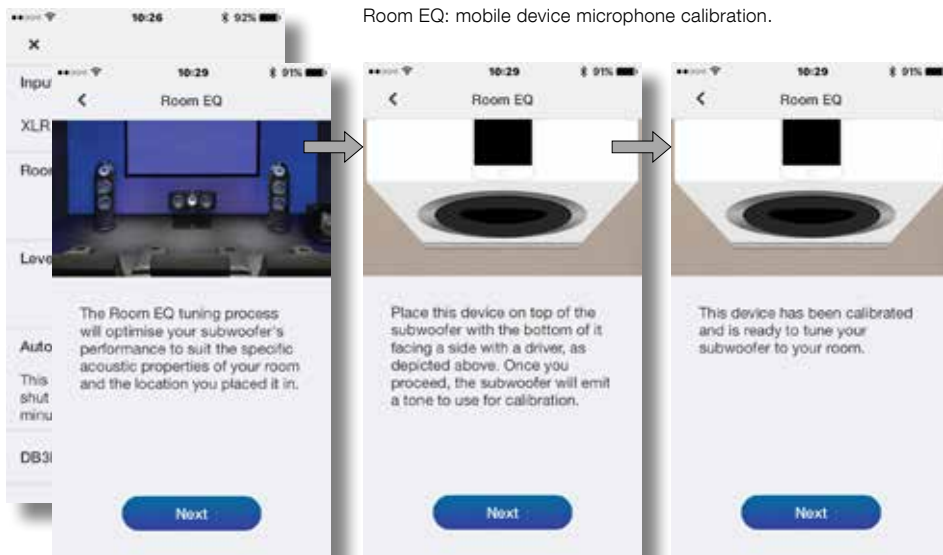 Room EQ: mobile device microphone calibration.
10:26
92%
×
Inpu
XLR
Roor
Leve
Auto
This
shut
minu
DB3
10:29
91%
Room EQ
The Room EQ tuning process
will optimise your subwoofer's
performance to suit the specific
acoustic properties of your room
and the location you placed it in.
Next
10:29
91%
Room EQ
Place this device on top of the
subwoofer with the bottom of it
facing a side with a driver, as
depicted above. Once you
proceed, the subwoofer will emit
a tone to use for calibration.
Next
10:29
91%
Room EQ
This device has been calibrated
and is ready to tune your
subwoofer to your room.
Next